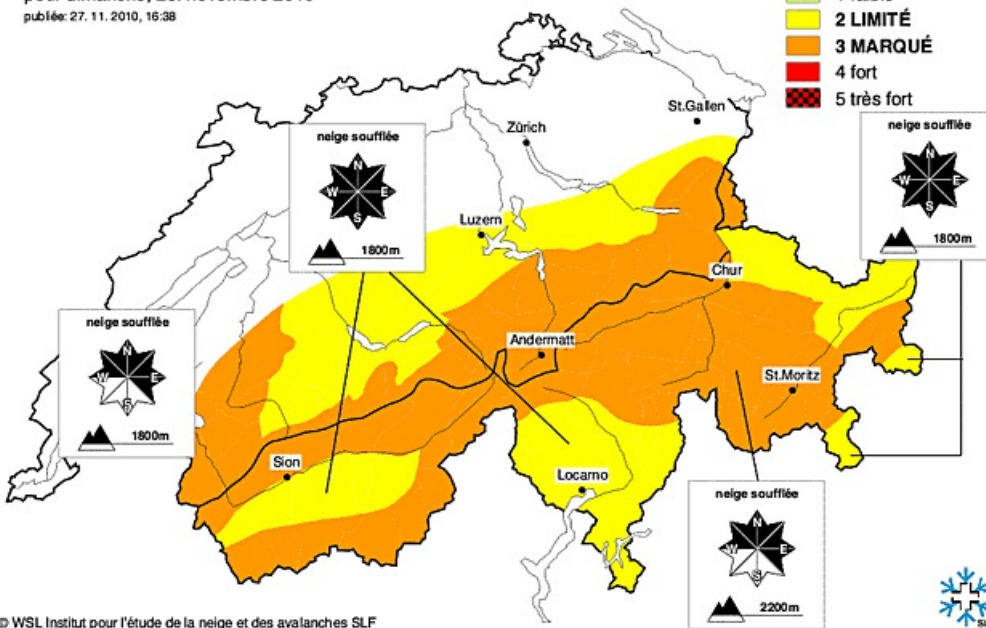 publiée: 27. 11. 2010, 16:38
2 LIMITÉ
3 MARQUÉ
4 fort
5 très fort
St.Gallen
Zürich
neige soufflée
N
W
E
S
1800m
neige soufflée
N
W
E
S
1800m
Luzern
Chur
neige soufflée
N
W
E
S
1800m
Andermatt
St.Moritz
Sion
Locarno
neige soufflée
N
W
E
S
2200m
© WSL Institut pour l'étude de la neige et des avalanches SLF